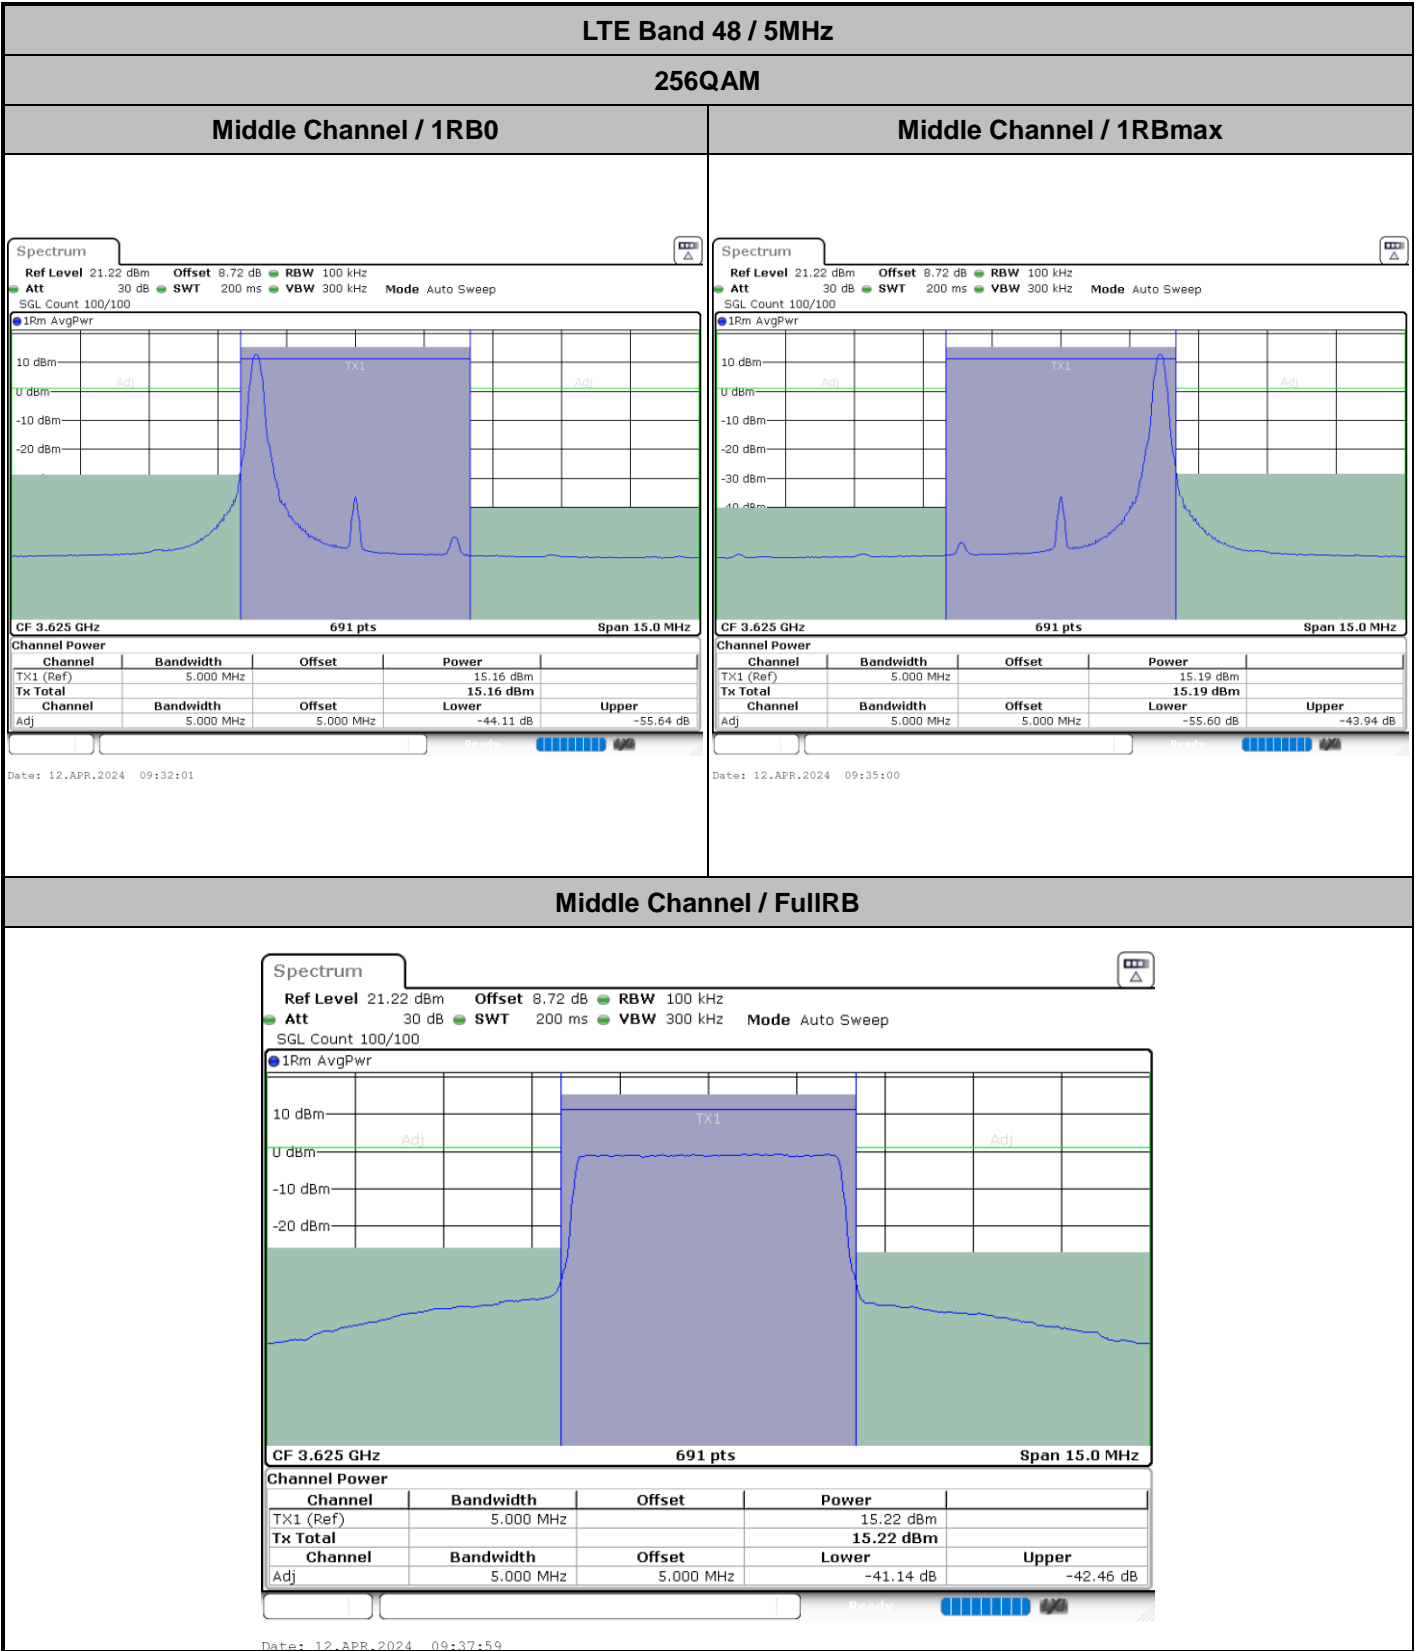 LTE Band 48 / 5MHz
256QAM
Middle Channel / 1RB0
Middle Channel / 1RBmax
Spectrum
Ref Level 21.22 dBm Offset 8.72 dB RBW 100 kHz
Att 30 dB SWT 200 ms VBW 300 kHz Mode Auto Sweep
SGL Count 100/100
1Rm AvgPwr
10 dBm
TX1
Adj
Adj
0 dBm
-10 dBm
-20 dBm
CF 3.625 GHz 691 pts Span 15.0 MHz
Channel Power
Channel Bandwidth Offset Power
TX1 (Ref) 5.000 MHz 15.16 dBm
Tx Total 15.16 dBm
Channel Bandwidth Offset Lower Upper
Adj 5.000 MHz 5.000 MHz -44.11 dB -55.64 dB
Ready
Date: 12.APR.2024 09:32:01
Spectrum
Ref Level 21.22 dBm Offset 8.72 dB RBW 100 kHz
Att 30 dB SWT 200 ms VBW 300 kHz Mode Auto Sweep
SGL Count 100/100
1Rm AvgPwr
10 dBm
TX1
Adj
Adj
0 dBm
-10 dBm
-20 dBm
-30 dBm
-40 dBm
CF 3.625 GHz 691 pts Span 15.0 MHz
Channel Power
Channel Bandwidth Offset Power
TX1 (Ref) 5.000 MHz 15.19 dBm
Tx Total 15.19 dBm
Channel Bandwidth Offset Lower Upper
Adj 5.000 MHz 5.000 MHz -55.60 dB -43.94 dB
Ready
Date: 12.APR.2024 09:35:00
Middle Channel / FullRB
Spectrum
Ref Level 21.22 dBm Offset 8.72 dB RBW 100 kHz
Att 30 dB SWT 200 ms VBW 300 kHz Mode Auto Sweep
SGL Count 100/100
1Rm AvgPwr
10 dBm
TX1
Adj
Adj
0 dBm
-10 dBm
-20 dBm
CF 3.625 GHz 691 pts Span 15.0 MHz
Channel Power
Channel Bandwidth Offset Power
TX1 (Ref) 5.000 MHz 15.22 dBm
Tx Total 15.22 dBm
Channel Bandwidth Offset Lower Upper
Adj 5.000 MHz 5.000 MHz -41.14 dB -42.46 dB
Ready
Date: 12.APR.2024 09:37:59